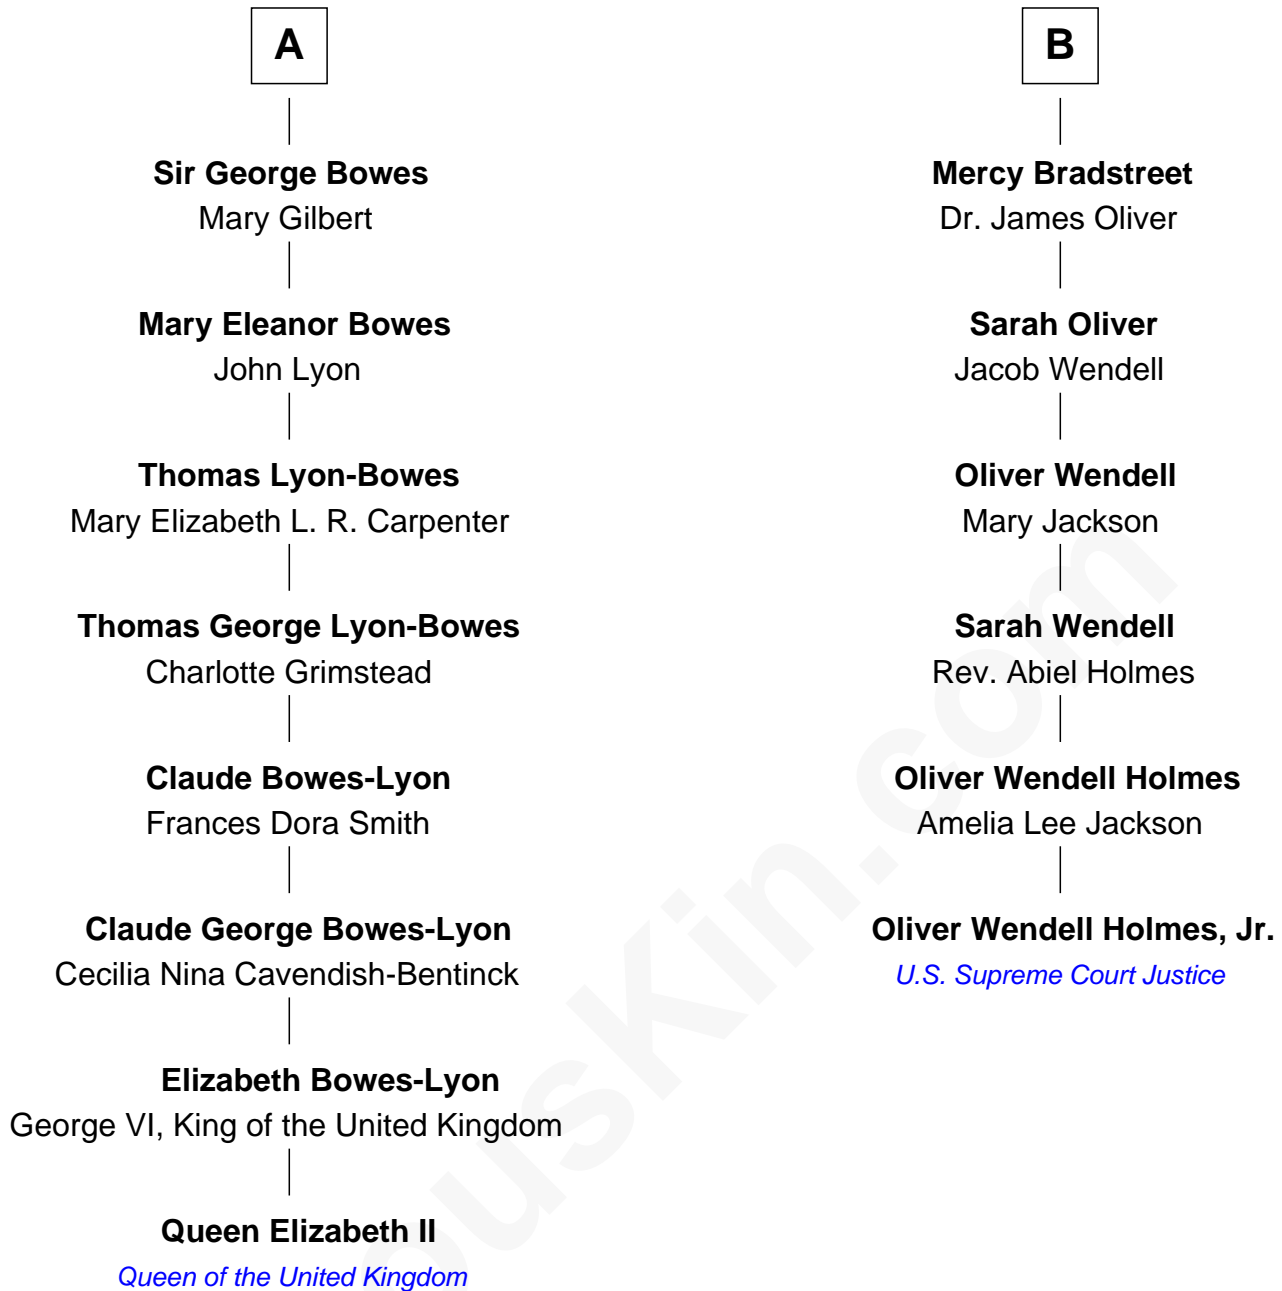 A
Sir George Bowes
Mary Gilbert
Mary Eleanor Bowes
John Lyon
Thomas Lyon-Bowes
Mary Elizabeth L. R. Carpenter
Thomas George Lyon-Bowes
Charlotte Grimstead
Claude Bowes-Lyon
Frances Dora Smith
Claude George Bowes-Lyon
Cecilia Nina Cavendish-Bentinck
Elizabeth Bowes-Lyon
George VI, King of the United Kingdom
Queen Elizabeth II
Queen of the United Kingdom
B
Mercy Bradstreet
Dr. James Oliver
Sarah Oliver
Jacob Wendell
Oliver Wendell
Mary Jackson
Sarah Wendell
Rev. Abiel Holmes
Oliver Wendell Holmes
Amelia Lee Jackson
Oliver Wendell Holmes, Jr.
U.S. Supreme Court Justice
ousKin.com